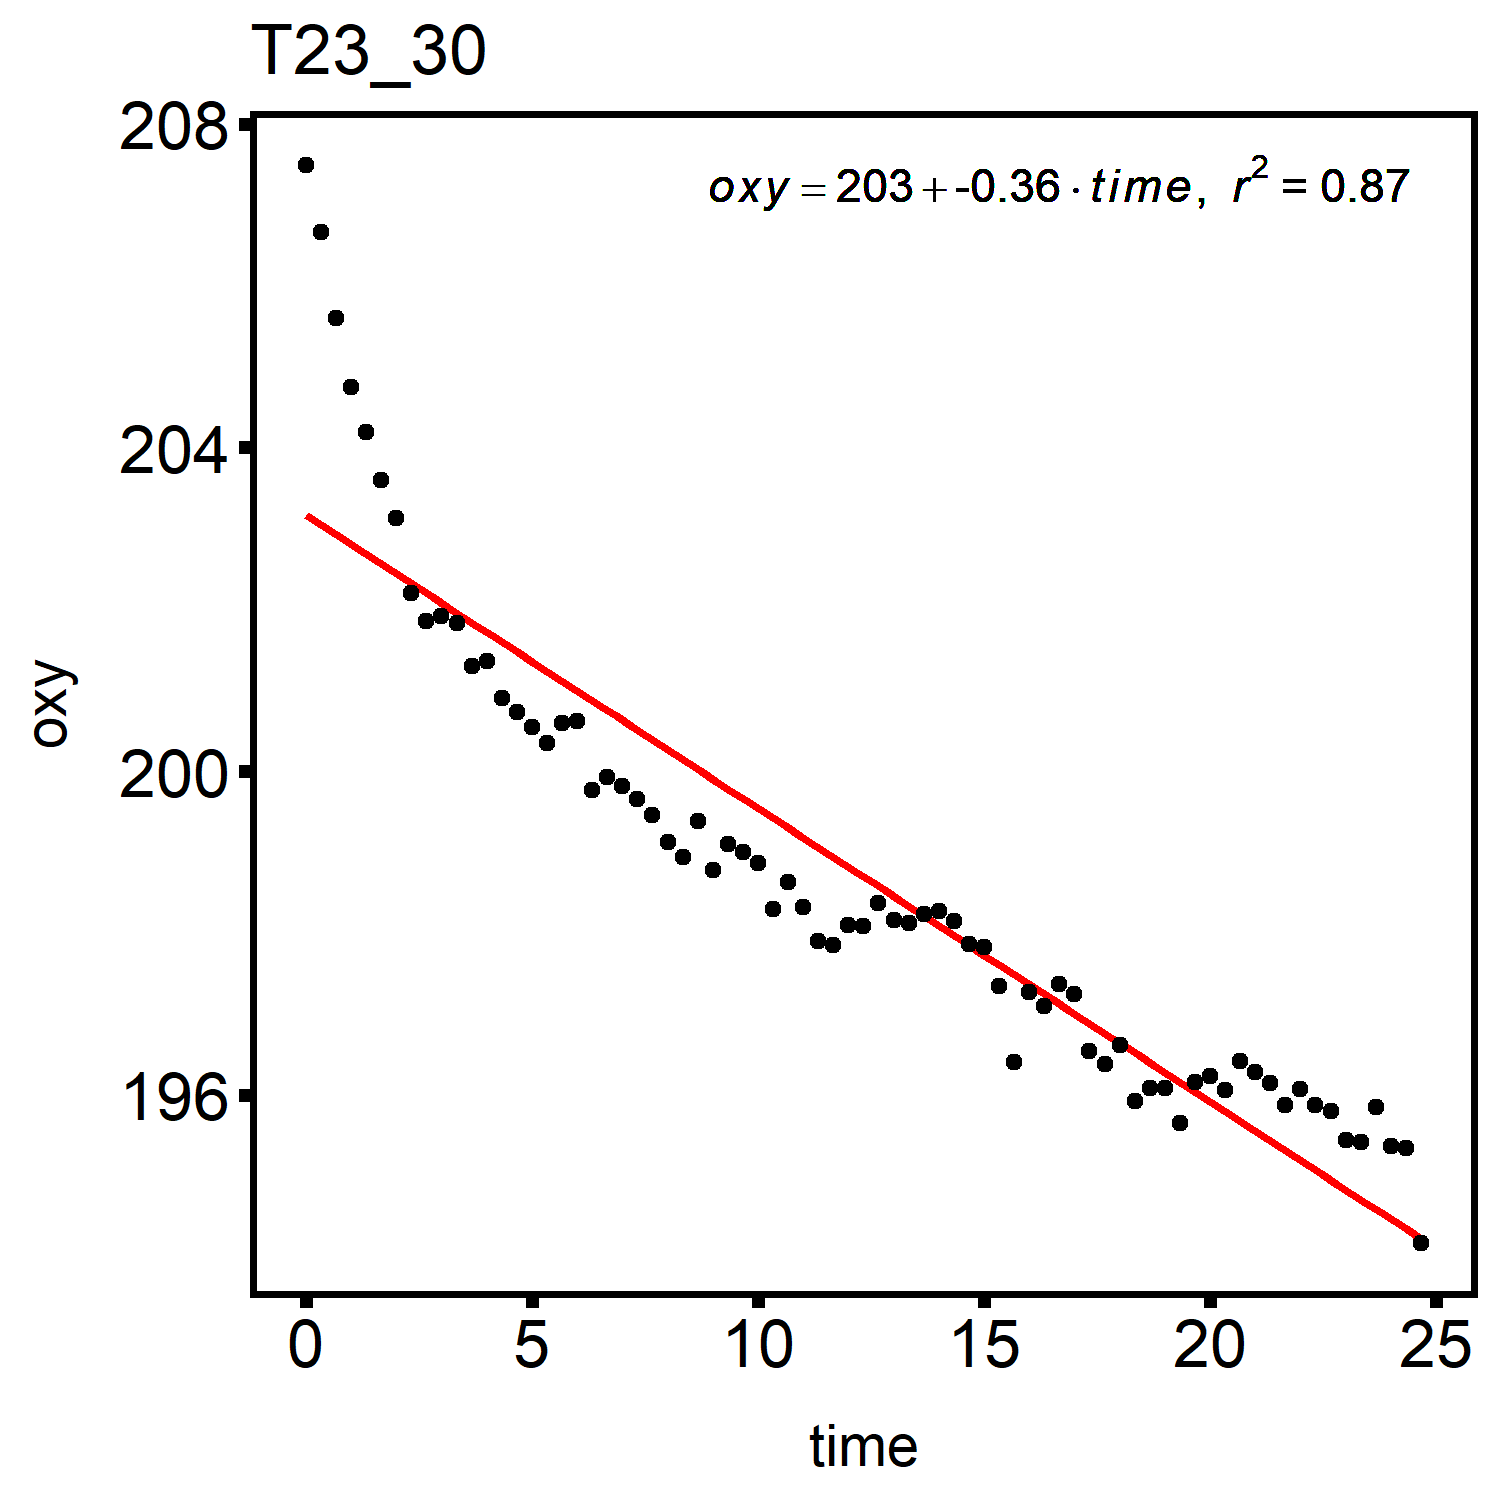 T23_30
208
oxy = 203 + -0.36 · time, r² = 0.87
204
200
196
oxy
0 5 10 15 20 25
time